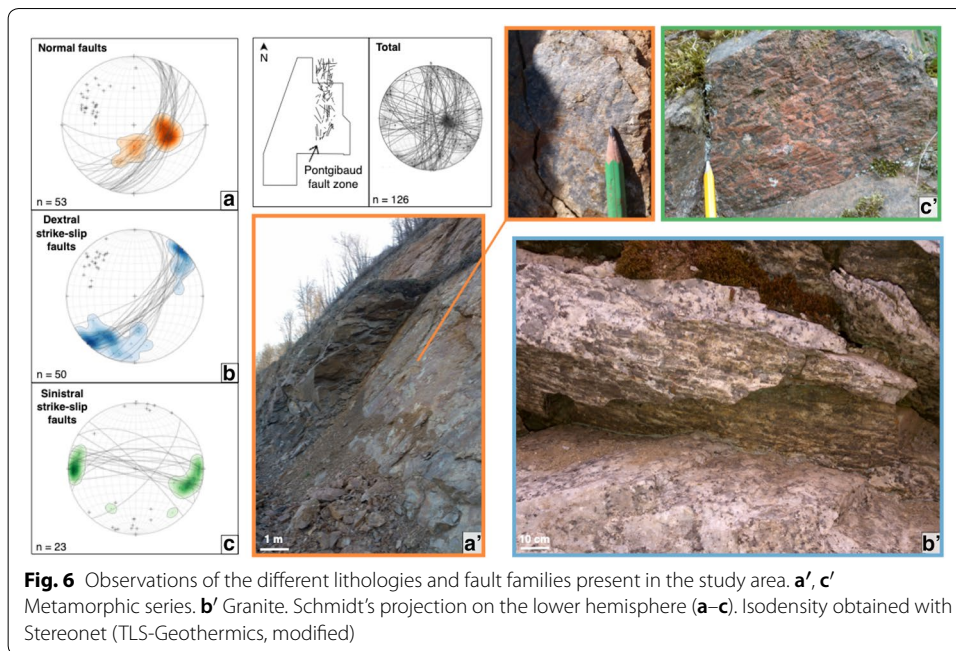 Normal faults
n = 53
a
Dextral
strike-slip
faults
n = 50
b
Sinistral
strike-slip
faults
n = 23
c
N
Pontgibaud
fault zone
Total
n = 126
1 m
a'
c'
10 cm
b'
Fig. 6 Observations of the different lithologies and fault families present in the study area. a′, c′
Metamorphic series. b′ Granite. Schmidt's projection on the lower hemisphere (a–c). Isodensity obtained with
Stereonet (TLS-Geothermics, modified)